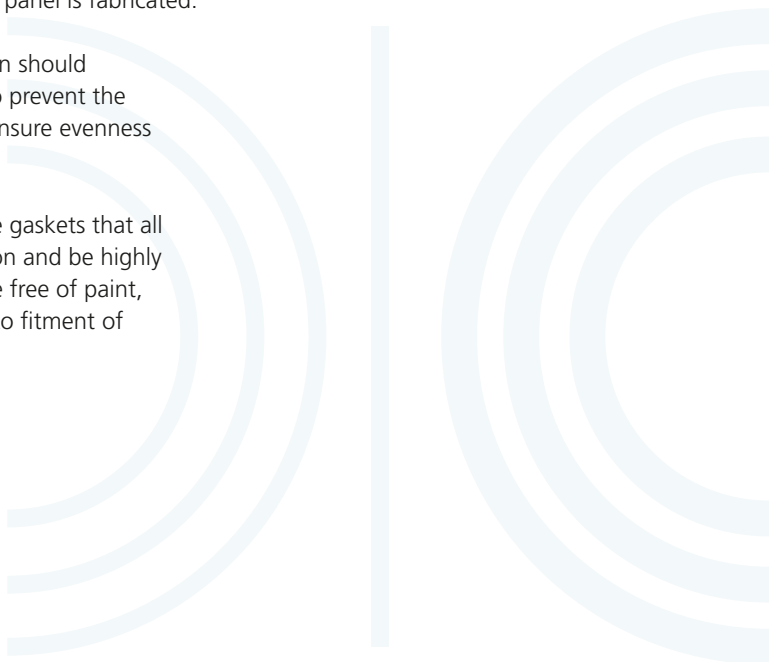 panel is fabricated.
n should
prevent the
nsure evenness
gaskets that all
on and be highly
free of paint,
o fitment of